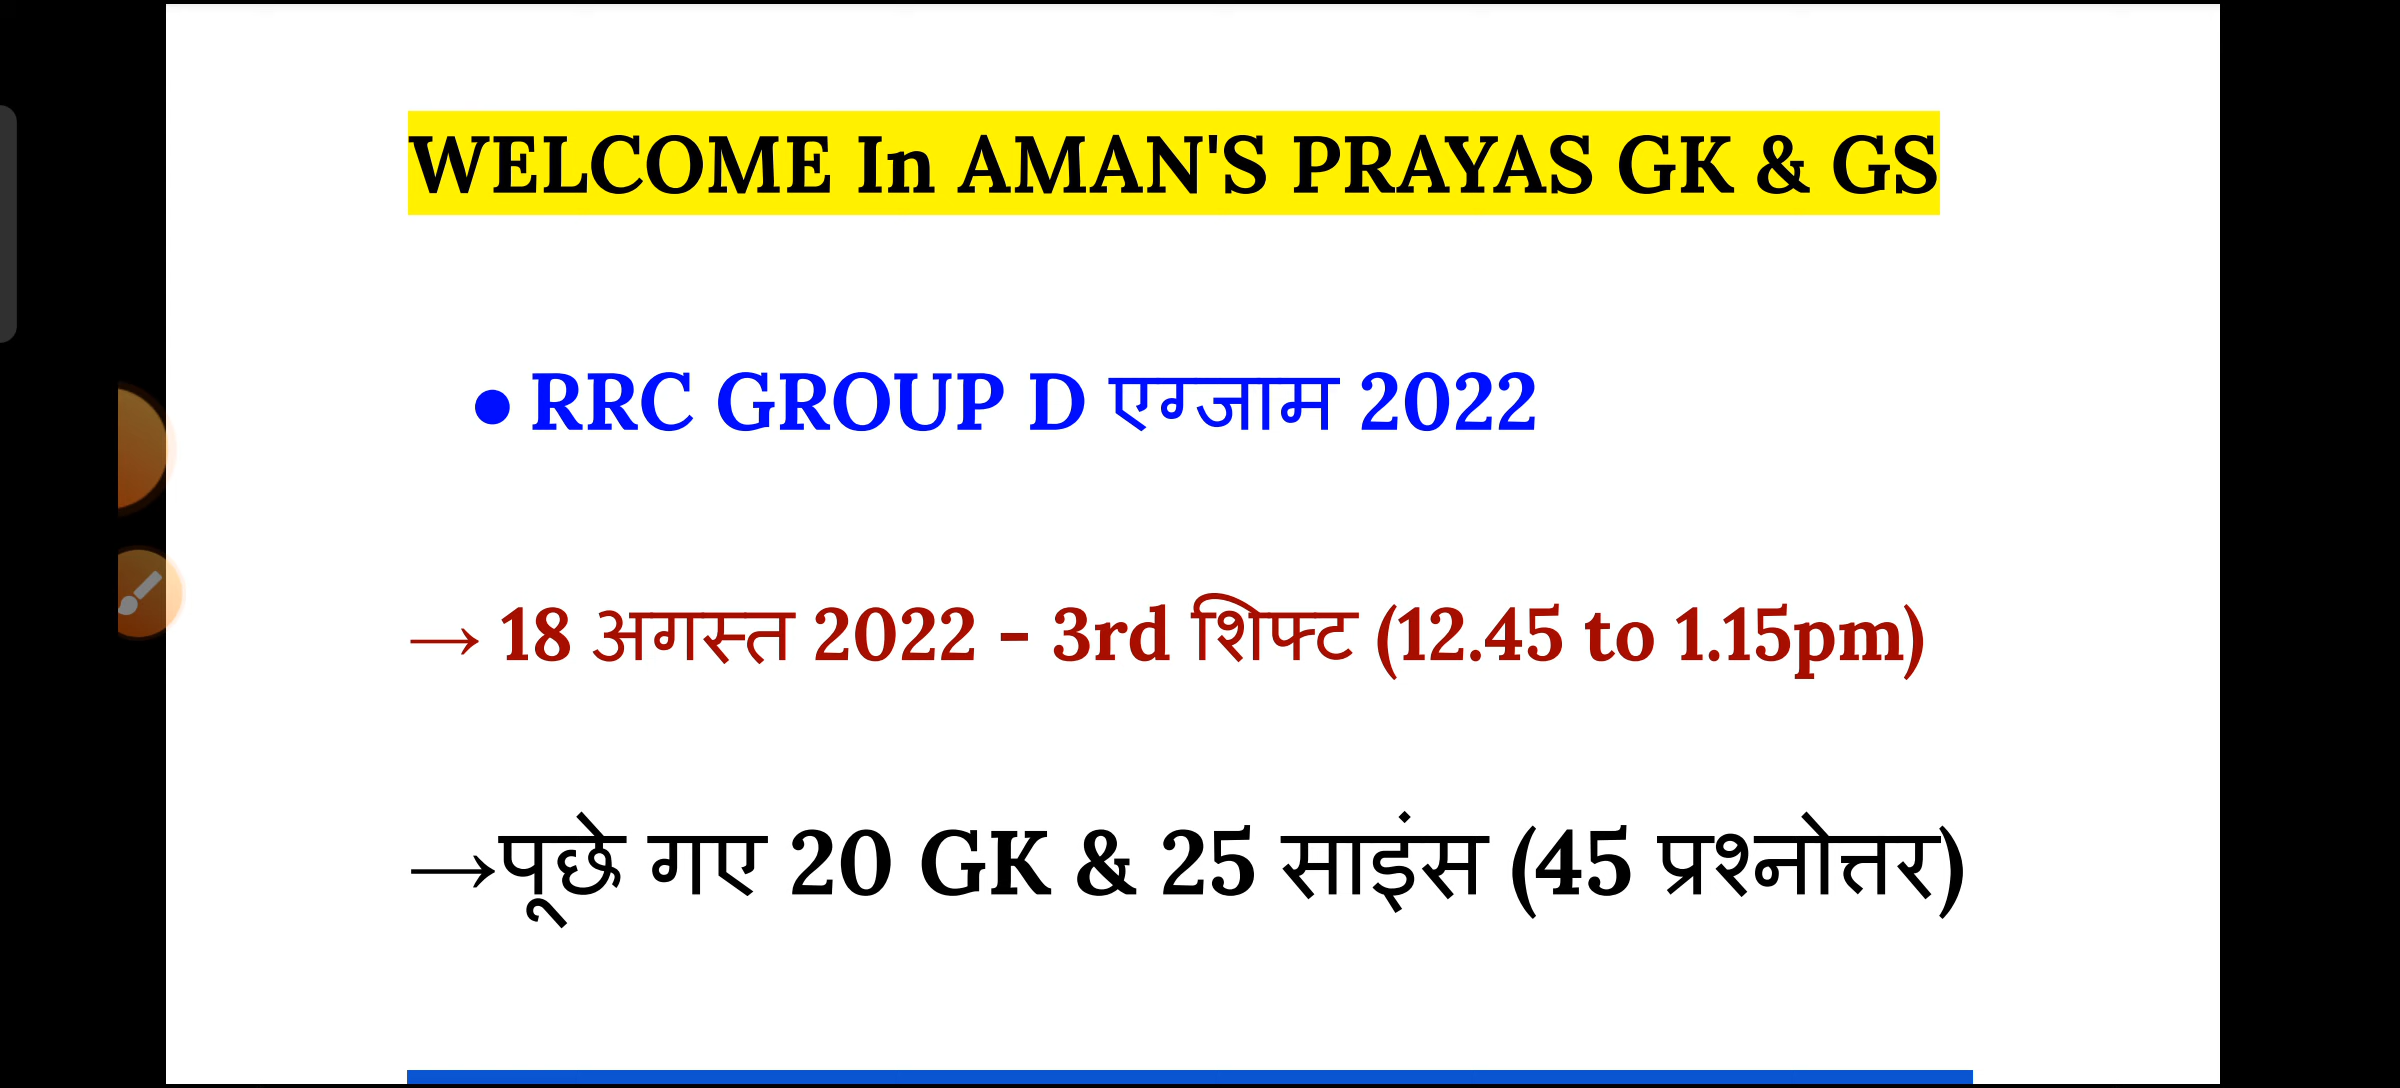 WELCOME In AMAN'S PRAYAS GK & GS
• RRC GROUP D एग्जाम 2022
→ 18 अगस्त 2022 - 3rd शिफ्ट (12.45 to 1.15pm)
→पूछे गए 20 GK & 25 साइंस (45 प्रश्नोत्तर)